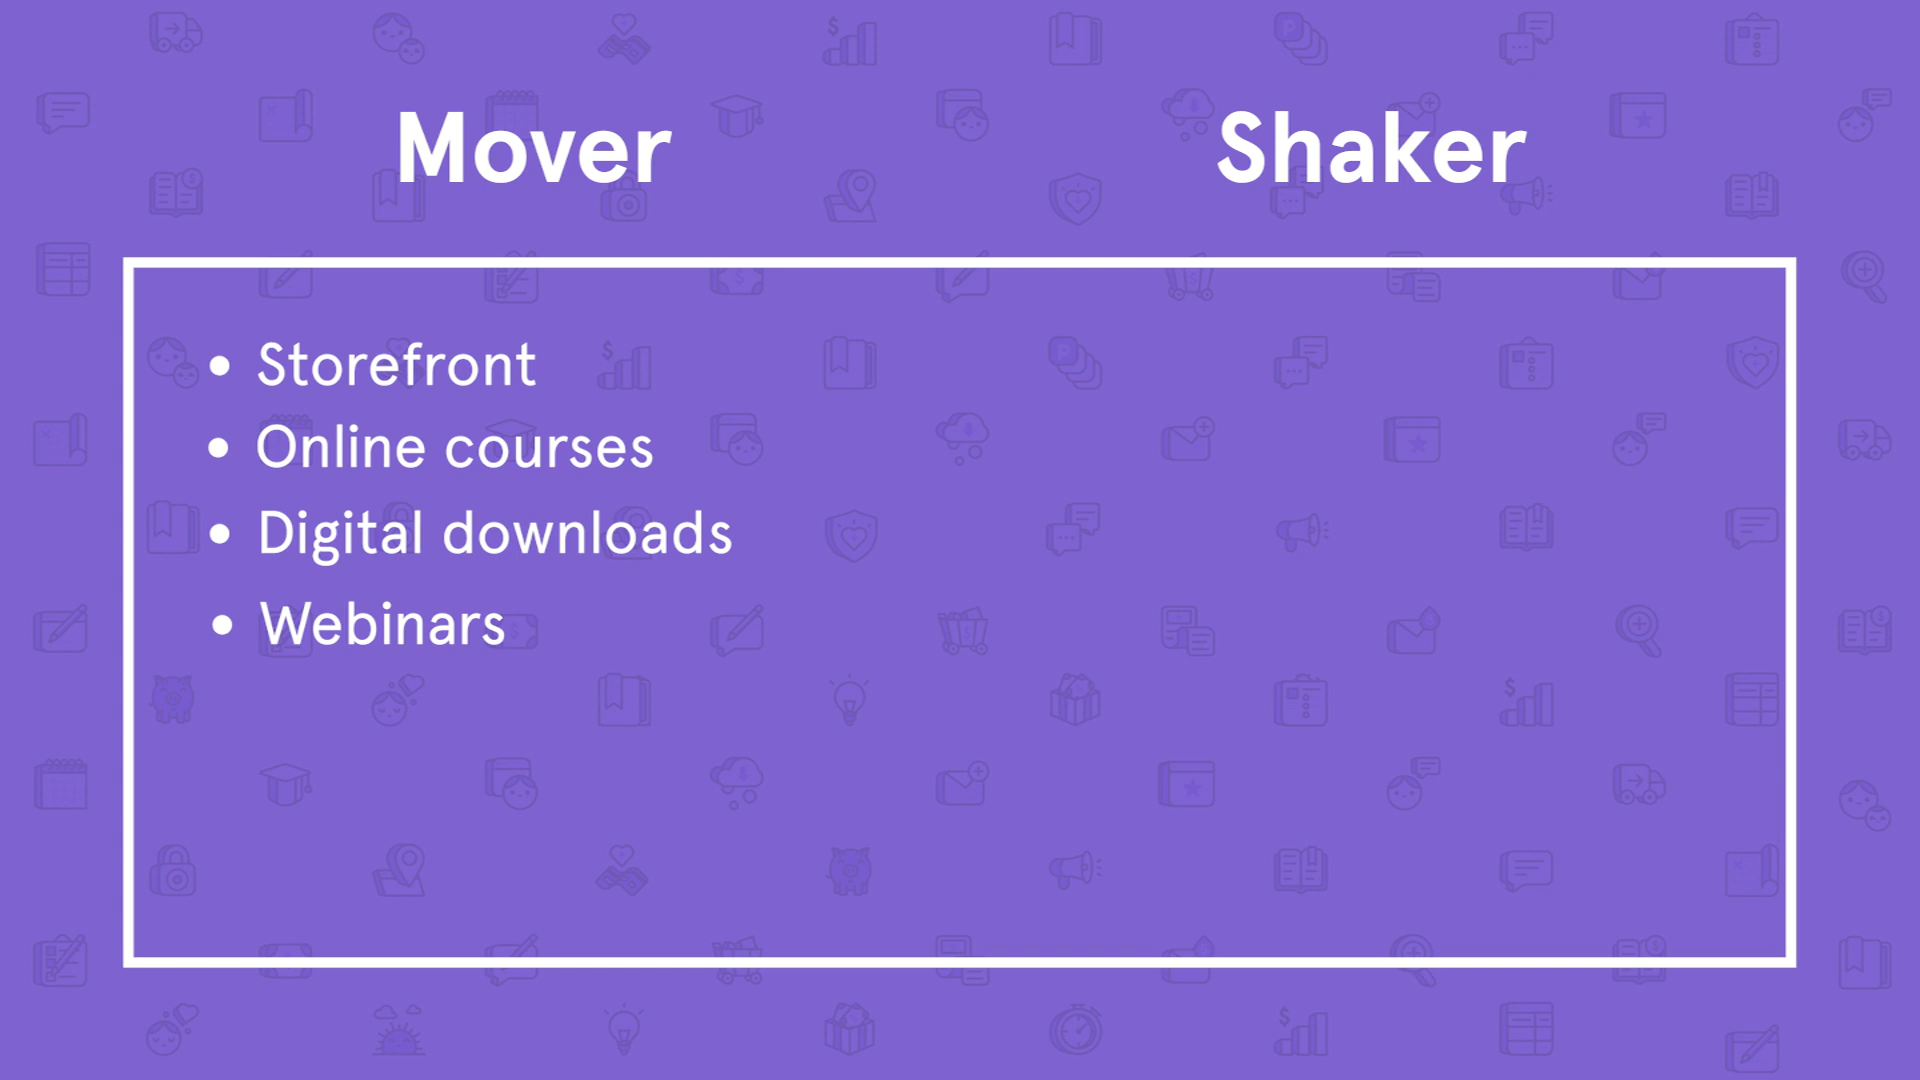 Mover Shaker
• Storefront
• Online courses
• Digital downloads
• Webinars